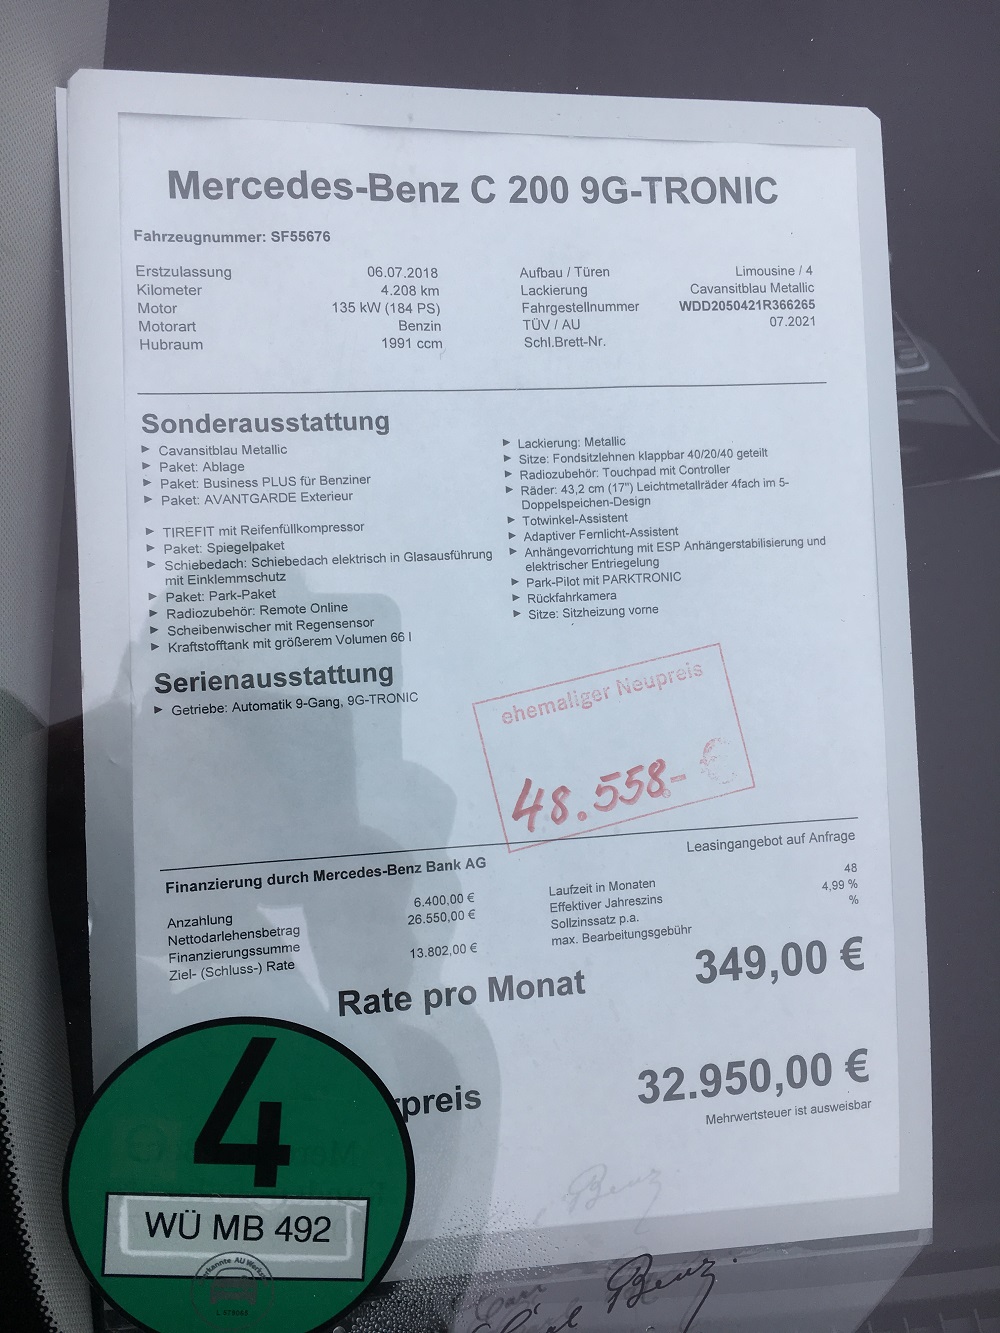 Mercedes-Benz C 200 9G-TRONIC
Fahrzeugnummer: SF55676
Erstzulassung 06.07.2018
Kilometer 4.208 km
Motor 135 kW (184 PS)
Motorart Benzin
Hubraum 1991 ccm
Aufbau / Türen Limousine / 4
Lackierung Cavansitblau Metallic
Fahrgestellnummer WDD2050421R366265
TÜV / AU 07.2021
Schl.Brett-Nr.
Sonderausstattung
Cavansitblau Metallic
Paket: Ablage
Paket: Business PLUS für Benziner
Paket: AVANTGARDE Exterieur
TIREFIT mit Reifenfüllkompressor
Paket: Spiegelpaket
Schiebedach: Schiebedach elektrisch in Glasausführung
mit Einklemmschutz
Paket: Park-Paket
Radiozubehör: Remote Online
Scheibenwischer mit Regensensor
Kraftstofftank mit größerem Volumen 66 l
Lackierung: Metallic
Sitze: Fondsitzlehnen klappbar 40/20/40 geteilt
Radiozubehör: Touchpad mit Controller
Räder: 43,2 cm (17") Leichtmetallräder 4fach im 5-
Doppelspeichen-Design
Totwinkel-Assistent
Adaptiver Fernlicht-Assistent
Anhängevorrichtung mit ESP Anhängerstabilisierung und
elektrischer Entriegelung
Park-Pilot mit PARKTRONIC
Rückfahrkamera
Sitze: Sitzheizung vorne
Serienausstattung
Getriebe: Automatik 9-Gang, 9G-TRONIC
ehemaliger Neupreis
48.558.- €
Leasingangebot auf Anfrage
Finanzierung durch Mercedes-Benz Bank AG
Anzahlung 6.400,00 €
Nettodarlehensbetrag 26.550,00 €
Finanzierungssumme
Ziel- (Schluss-) Rate 13.802,00 €
Laufzeit in Monaten 48
Effektiver Jahreszins 4,99 %
Sollzinssatz p.a. %
max. Bearbeitungsgebühr
Rate pro Monat 349,00 €
rpreis 32.950,00 €
Mehrwertsteuer ist ausweisbar
4
WÜ MB 492
Benz